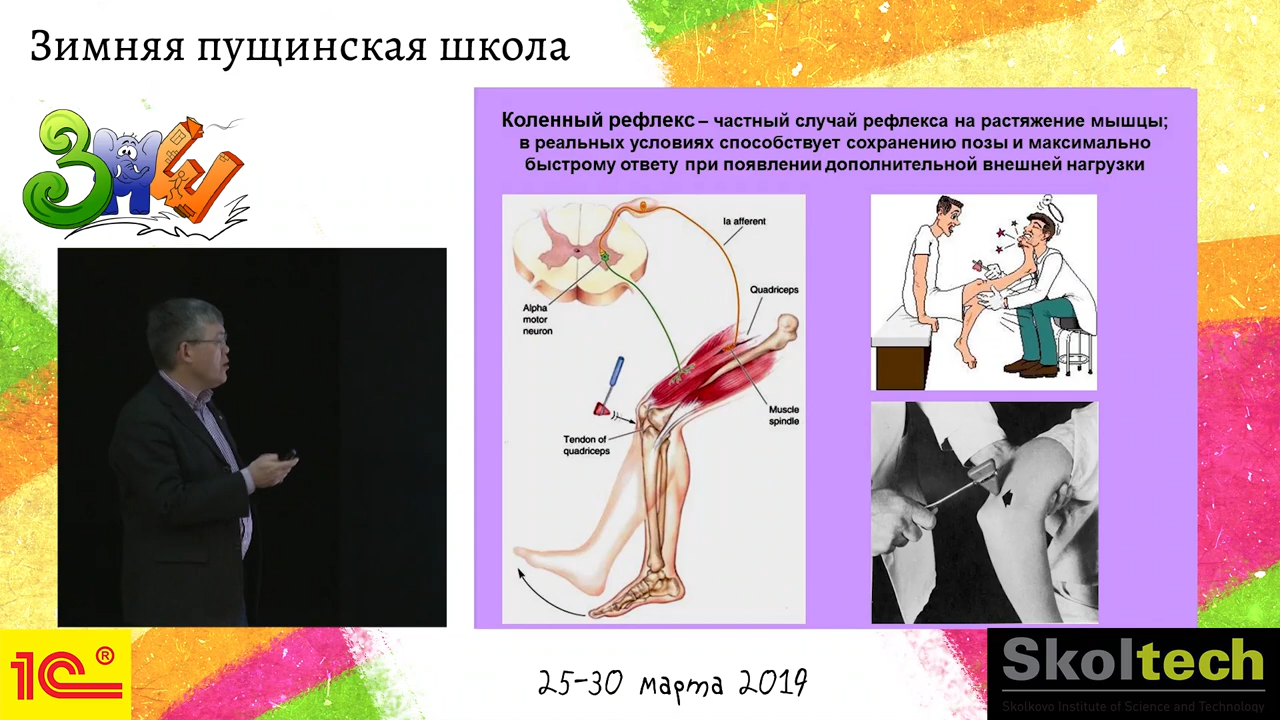 Зимняя пущинская школа
ЗПШ
Коленный рефлекс – частный случай рефлекса на растяжение мышцы;
в реальных условиях способствует сохранению позы и максимально
быстрому ответу при появлении дополнительной внешней нагрузки
Ia afferent
Alpha
motor
neuron
Quadriceps
Muscle
spindle
Tendon of
quadriceps
1С®
25-30 марта 2019
Skoltech
Skolkovo Institute of Science and Technology